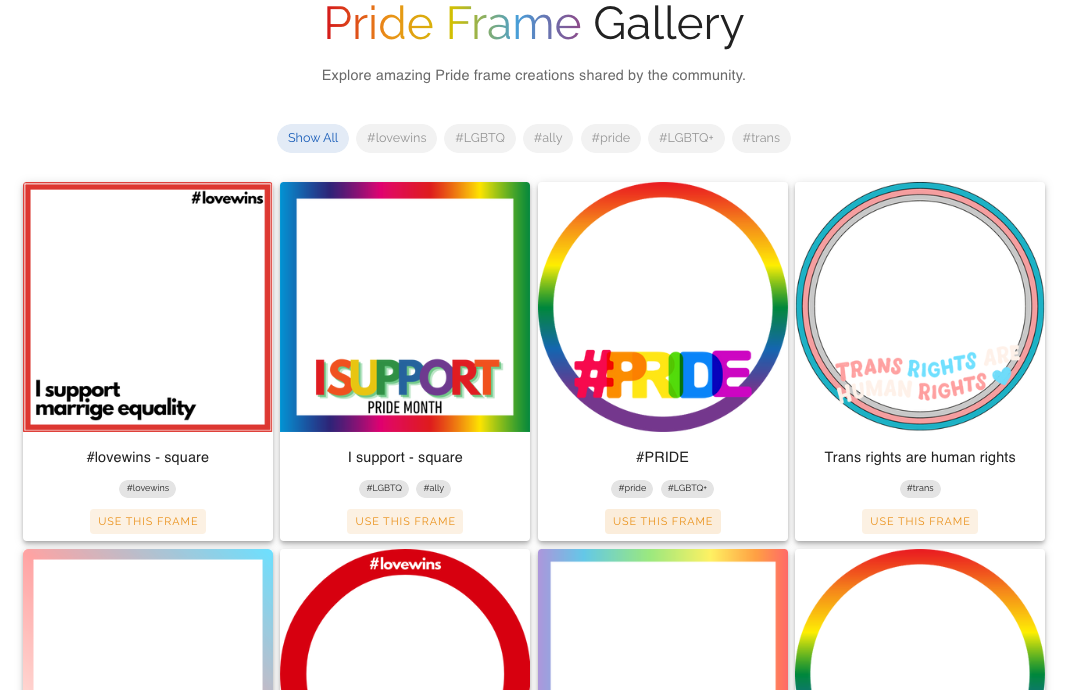 Pride Frame Gallery
Explore amazing Pride frame creations shared by the community.
Show All #lovewins #LGBTQ #ally #pride #LGBTQ+ #trans
#lovewins
I support
marrige equality
I SUPPORT
PRIDE MONTH
#PRIDE
TRANS RIGHTS ARE
HUMAN RIGHTS
#lovewins - square
I support - square
#PRIDE
Trans rights are human rights
#lovewins
#LGBTQ #ally
#pride #LGBTQ+
#trans
USE THIS FRAME
USE THIS FRAME
USE THIS FRAME
USE THIS FRAME
#lovewins